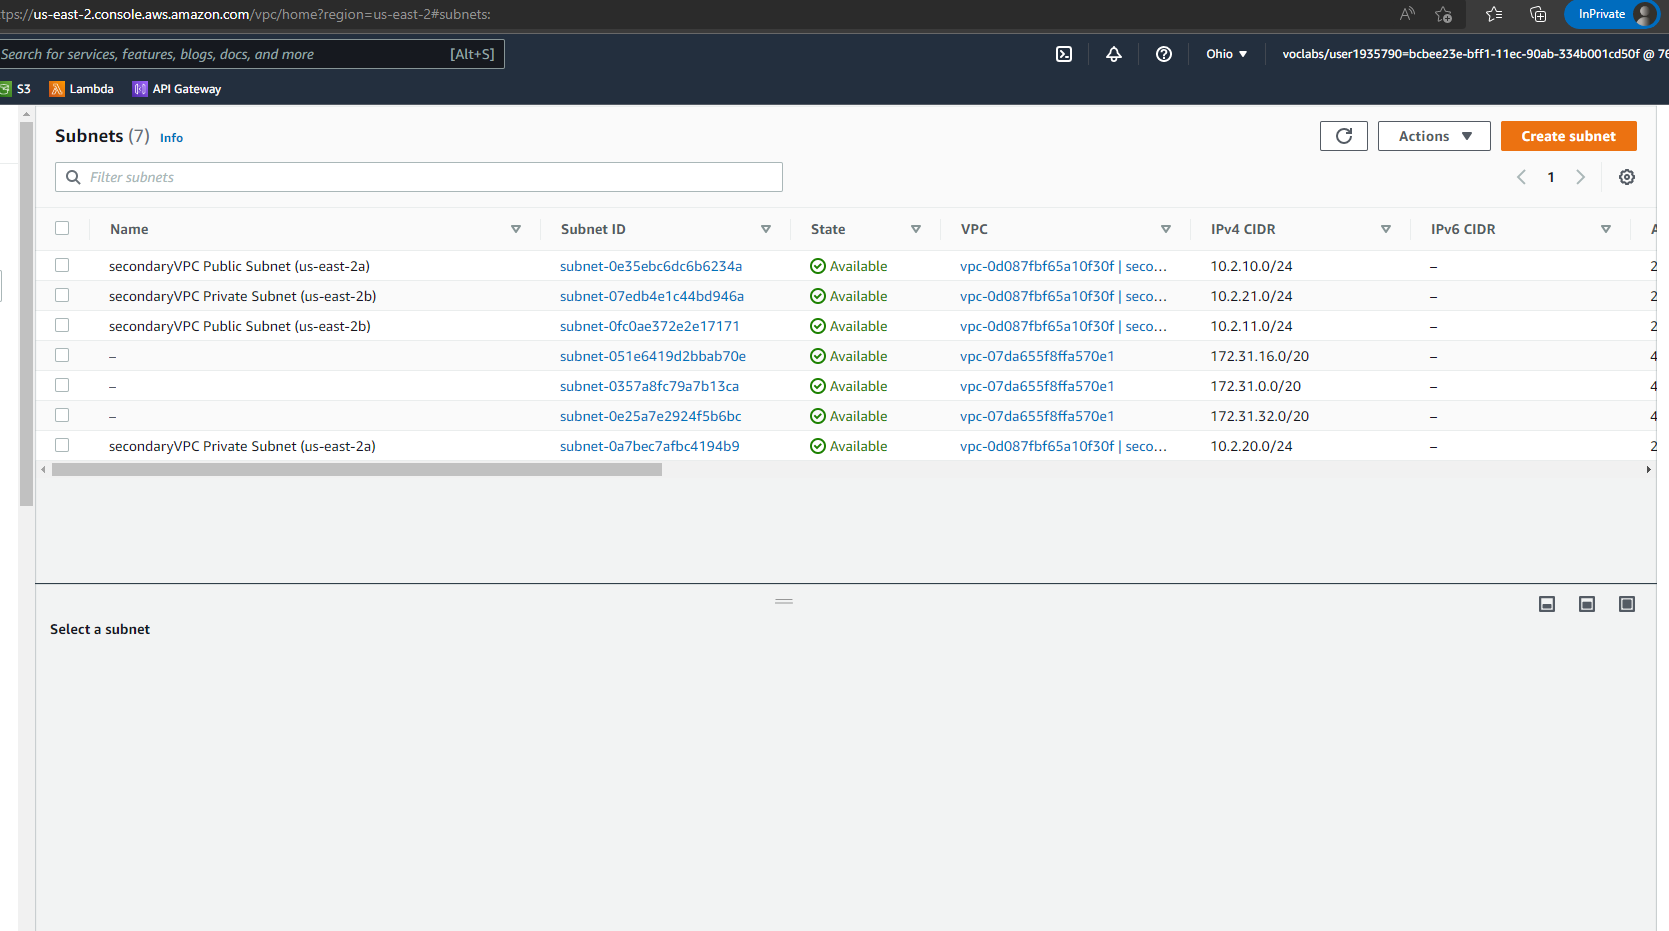 tps://us-east-2.console.aws.amazon.com/vpc/home?region=us-east-2#subnets:
InPrivate
Search for services, features, blogs, docs, and more [Alt+S]
Ohio ▼ voclabs/user1935790=bcbee23e-bff1-11ec-90ab-334b001cd50f @ 76
S3 Lambda API Gateway
Subnets (7) Info
Actions ▼ Create subnet
Filter subnets
1
Name Subnet ID State VPC IPv4 CIDR IPv6 CIDR A
secondaryVPC Public Subnet (us-east-2a) subnet-0e35ebc6dc6b6234a Available vpc-0d087fbf65a10f30f | seco... 10.2.10.0/24 – 2
secondaryVPC Private Subnet (us-east-2b) subnet-07edb4e1c44bd946a Available vpc-0d087fbf65a10f30f | seco... 10.2.21.0/24 – 2
secondaryVPC Public Subnet (us-east-2b) subnet-0fc0ae372e2e17171 Available vpc-0d087fbf65a10f30f | seco... 10.2.11.0/24 – 2
– subnet-051e6419d2bbab70e Available vpc-07da655f8ffa570e1 172.31.16.0/20 – 4
– subnet-0357a8fc79a7b13ca Available vpc-07da655f8ffa570e1 172.31.0.0/20 – 4
– subnet-0e25a7e2924f5b6bc Available vpc-07da655f8ffa570e1 172.31.32.0/20 – 4
secondaryVPC Private Subnet (us-east-2a) subnet-0a7bec7afbc4194b9 Available vpc-0d087fbf65a10f30f | seco... 10.2.20.0/24 – 2
Select a subnet